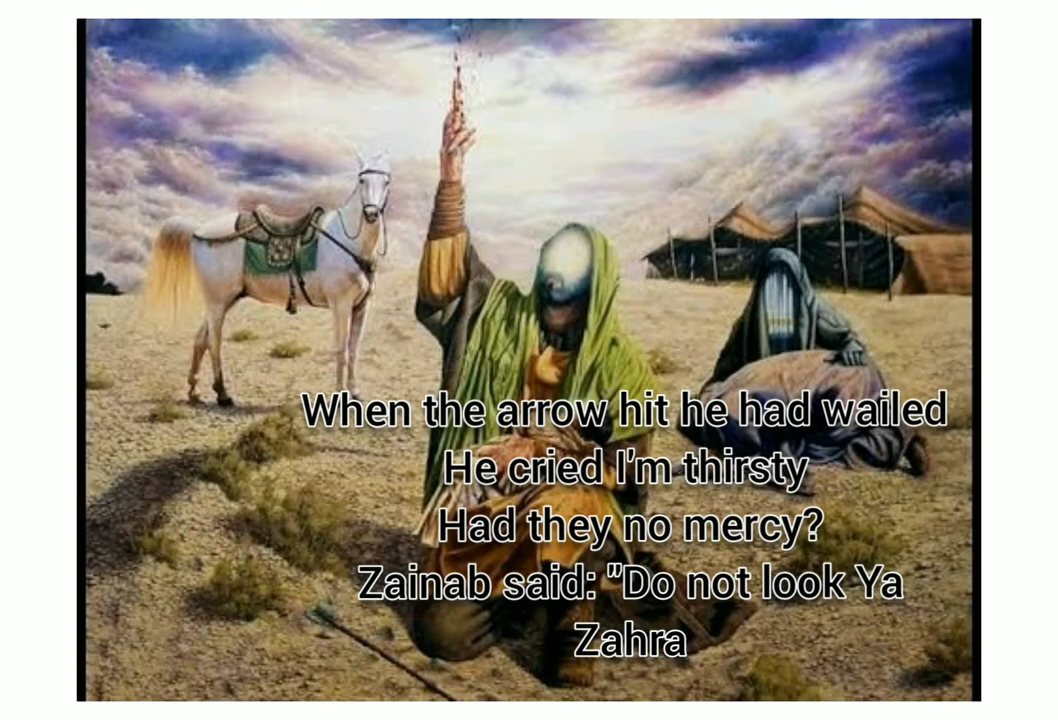 When the arrow hit he had wailed
He cried I'm thirsty
Had they no mercy?
Zainab said: "Do not look Ya
Zahra